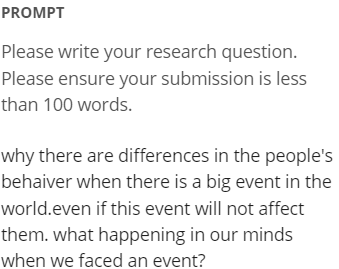 PROMPT
Please write your research question.
Please ensure your submission is less
than 100 words.
why there are differences in the people's
behaiver when there is a big event in the
world.even if this event will not affect
them. what happening in our minds
when we faced an event?